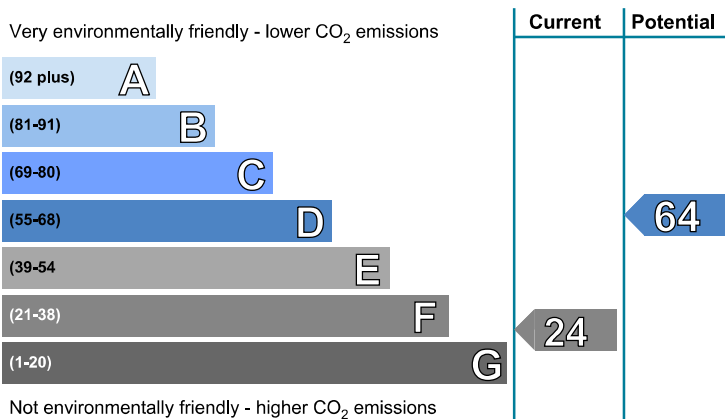 Very environmentally friendly - lower CO2 emissions
Current
Potential
(92 plus) A
(81-91) B
(69-80) C
(55-68) D
64
(39-54 E
(21-38) F
24
(1-20) G
Not environmentally friendly - higher CO2 emissions